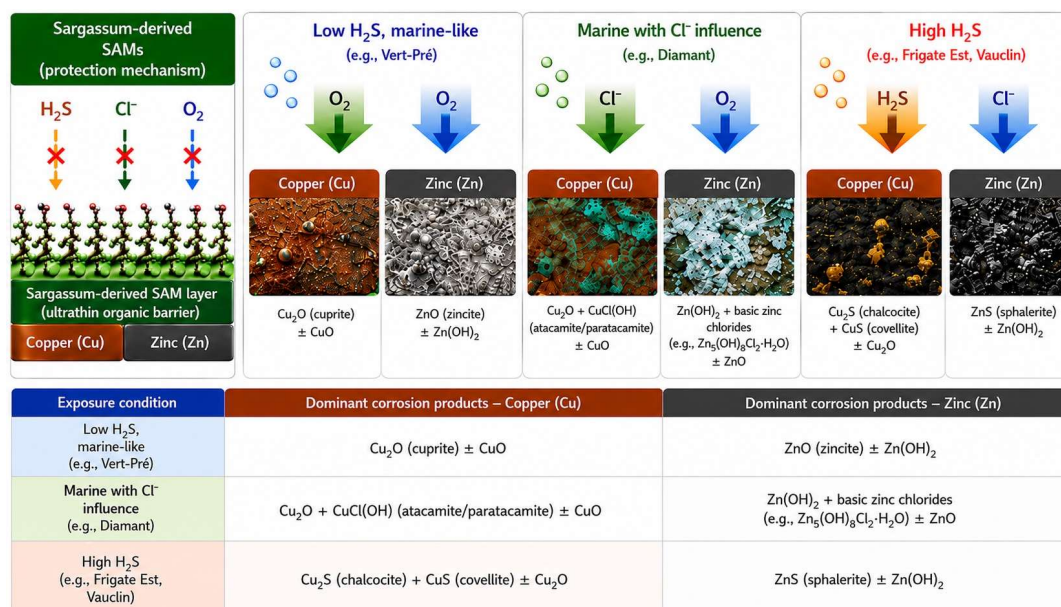 Sargassum-derived
SAMs
(protection mechanism)
H₂S
Cl⁻
O₂
Sargassum-derived SAM layer
(ultrathin organic barrier)
Copper (Cu)
Zinc (Zn)
Low H₂S, marine-like
(e.g., Vert-Pré)
O₂
O₂
Copper (Cu)
Zinc (Zn)
Cu₂O (cuprite)
± CuO
ZnO (zincite)
± Zn(OH)₂
Marine with Cl⁻ influence
(e.g., Diamant)
Cl⁻
O₂
Copper (Cu)
Zinc (Zn)
Cu₂O + CuCl(OH)
(atacamite/paratacamite)
± CuO
Zn(OH)₂ + basic zinc
chlorides
(e.g., Zn₅(OH)₈Cl₂·H₂O)
± ZnO
High H₂S
(e.g., Frigate Est, Vauclin)
H₂S
Cl⁻
Copper (Cu)
Zinc (Zn)
Cu₂S (chalcocite)
+ CuS (covellite)
± Cu₂O
ZnS (sphalerite)
± Zn(OH)₂
Exposure condition
Dominant corrosion products – Copper (Cu)
Dominant corrosion products – Zinc (Zn)
Low H₂S,
marine-like
(e.g., Vert-Pré)
Cu₂O (cuprite) ± CuO
ZnO (zincite) ± Zn(OH)₂
Marine with Cl⁻
influence
(e.g., Diamant)
Cu₂O + CuCl(OH) (atacamite/paratacamite) ± CuO
Zn(OH)₂ + basic zinc chlorides
(e.g., Zn₅(OH)₈Cl₂·H₂O) ± ZnO
High H₂S
(e.g., Frigate Est,
Vauclin)
Cu₂S (chalcocite) + CuS (covellite) ± Cu₂O
ZnS (sphalerite) ± Zn(OH)₂